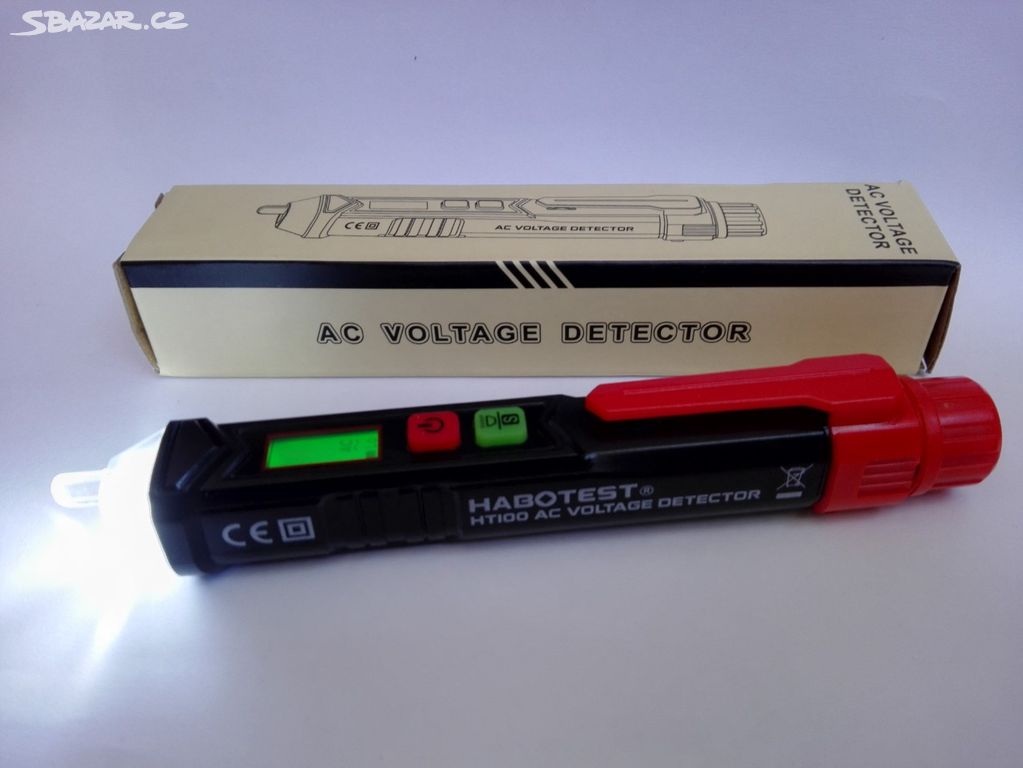 SBAZAR.CZ
CE
AC VOLTAGE DETECTOR
AC VOLTAGE
DETECTOR
AC VOLTAGE DETECTOR
S
CE
HABOTEST®
HT100 AC VOLTAGE DETECTOR